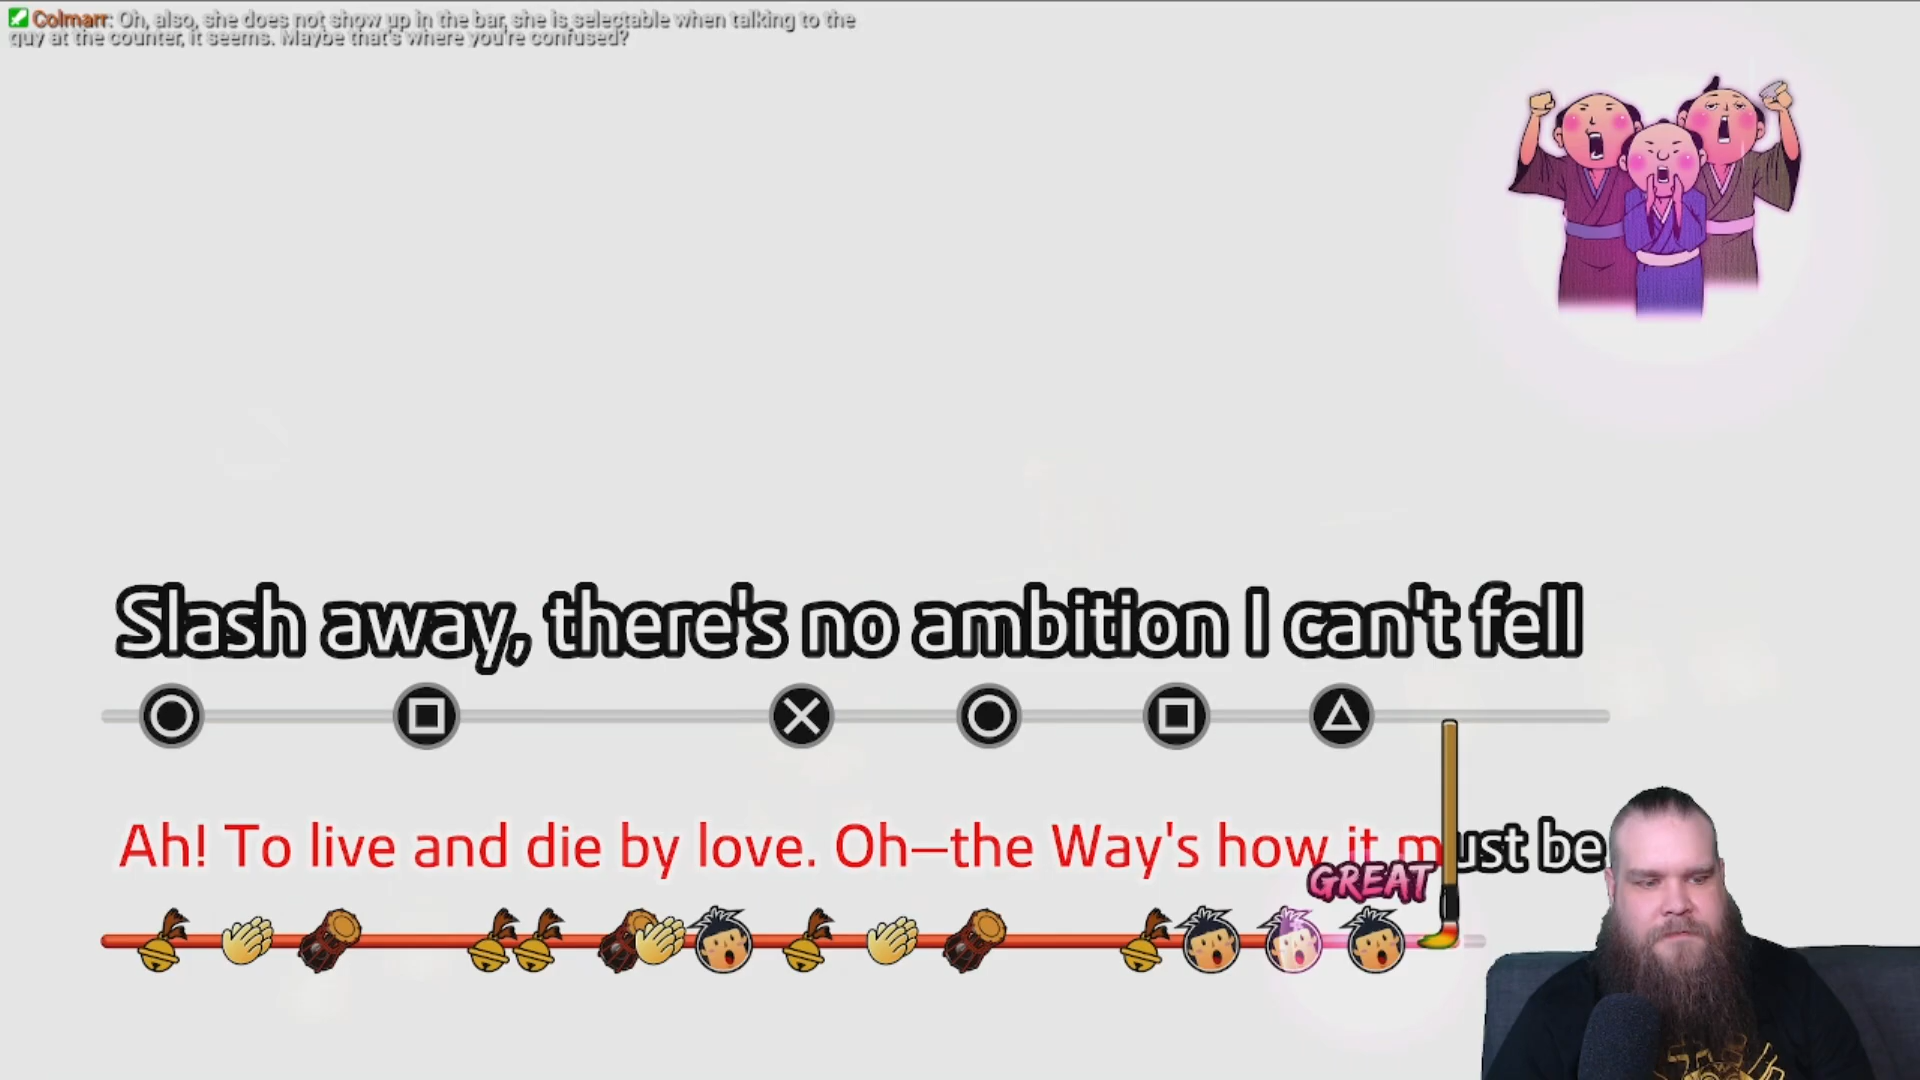 Colmarr: Oh, also, she does not show up in the bar, she is selectable when talking to the
guy at the counter, it seems. Maybe that's where you're confused?
Slash away, there's no ambition I can't fell
Ah! To live and die by love. Oh—the Way's how it must be
GREAT